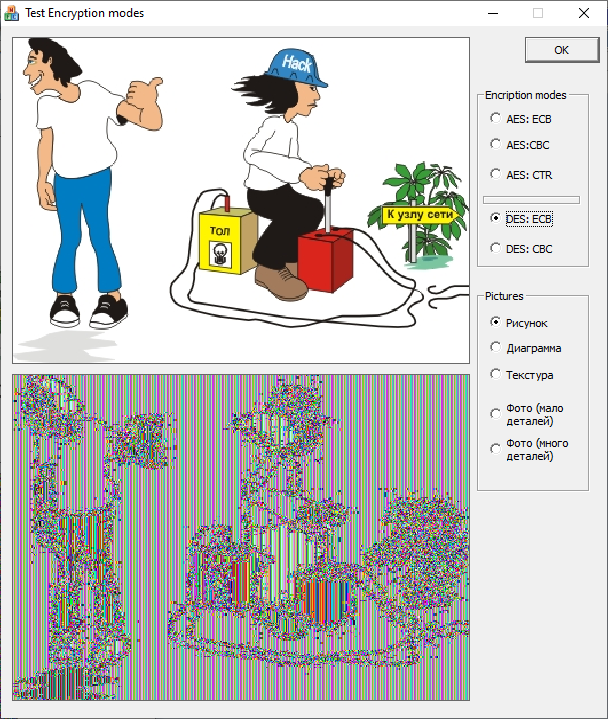 Test Encryption modes
OK
Hack
ТОЛ
К узлу сети
Encription modes
AES: ECB
AES:CBC
AES: CTR
DES: ECB
DES: CBC
Pictures
Рисунок
Диаграмма
Текстура
Фото (мало
деталей)
Фото (много
деталей)